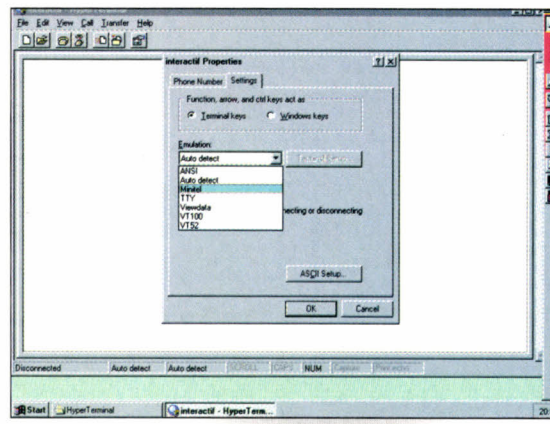 File Edit View Call Transfer Help
interactif Properties
Phone Number Settings
Function, arrow, and ctrl keys act as
Terminal keys Windows keys
Emulation:
Auto detect
ANSI
Auto detect
Minitel
TTY
Viewdata
VT100
VT52
necting or disconnecting
ASCII Setup...
OK Cancel
Disconnected Auto detect Auto detect SCROLL CAPS NUM Capture Print echo
Start HyperTerminal interactif - HyperTerm... 20: